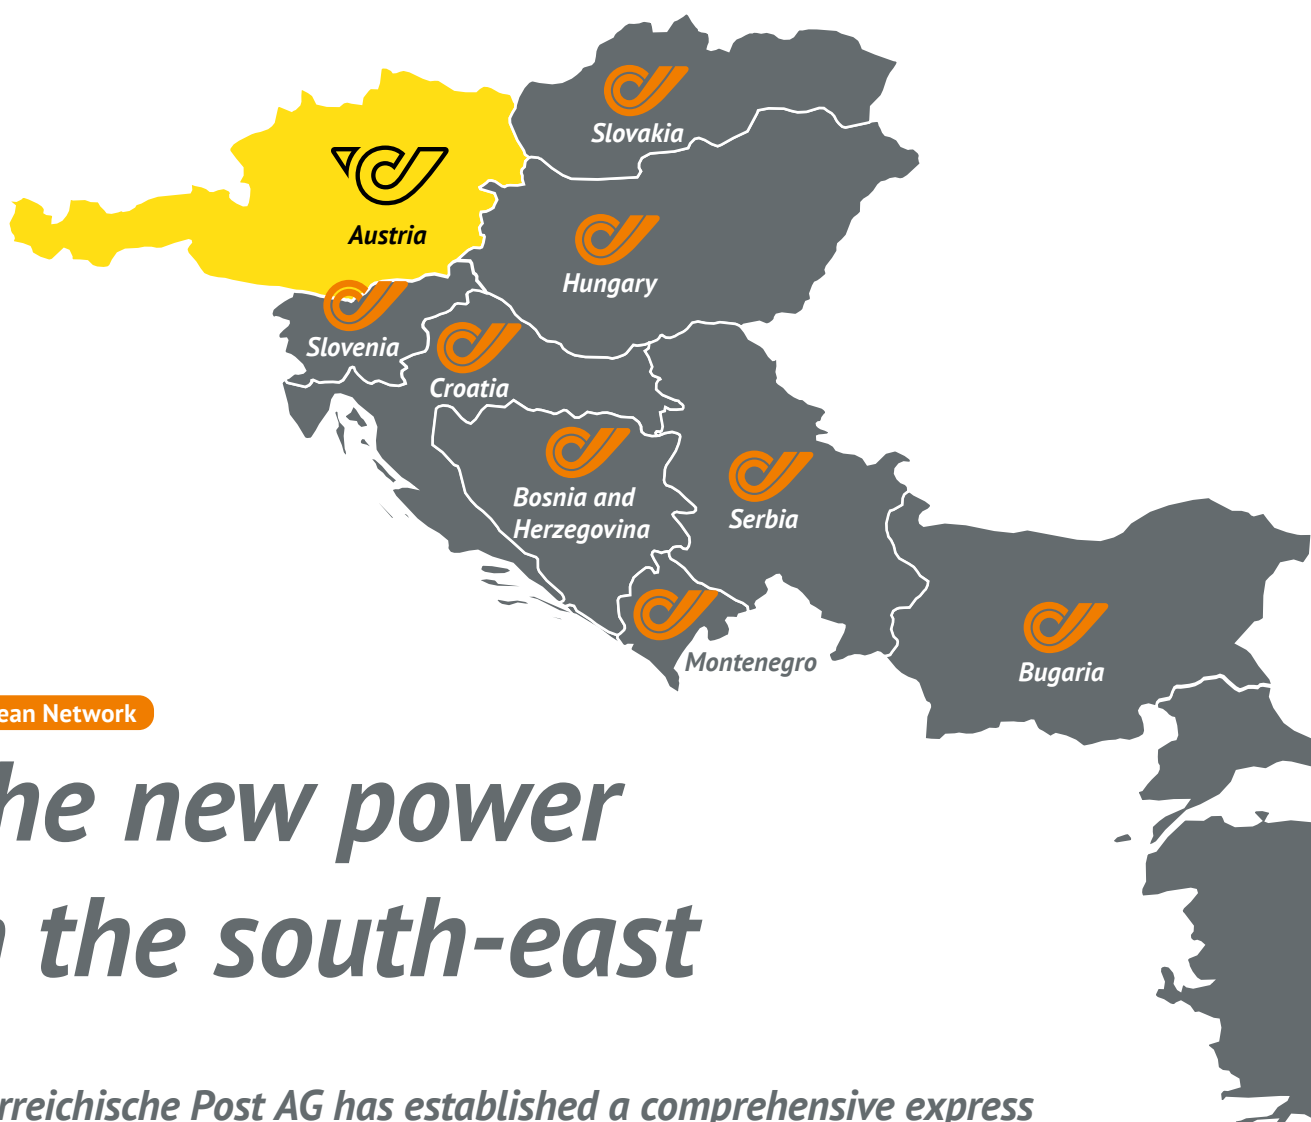 Slovakia
Austria
Hungary
Slovenia
Croatia
Bosnia and
Herzegovina
Serbia
Montenegro
Bugaria
ean Network
he new power
the south-east
rreichische Post AG has established a comprehensive express